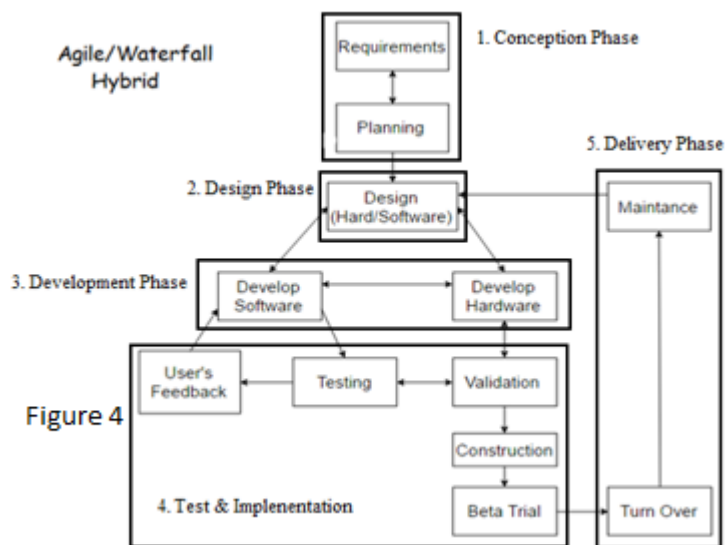 Agile/Waterfall
Hybrid
Requirements
1. Conception Phase
Planning
5. Delivery Phase
2. Design Phase
Design
(Hard/Software)
Maintance
3. Development Phase
Develop
Software
Develop
Hardware
User's
Feedback
Testing
Validation
Figure 4
Construction
4. Test & Implenentation
Beta Trial
Turn Over